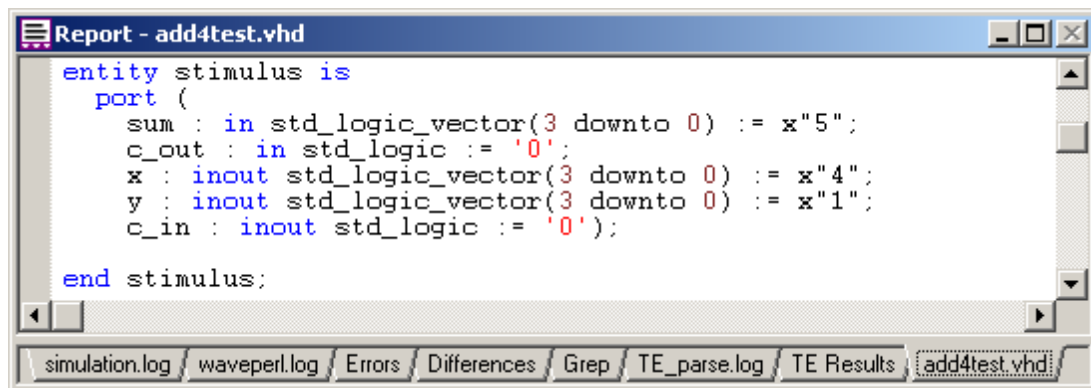 Report - add4test.vhd
entity stimulus is
port (
sum : in std_logic_vector(3 downto 0) := x"5";
c_out : in std_logic := '0';
x : inout std_logic_vector(3 downto 0) := x"4";
y : inout std_logic_vector(3 downto 0) := x"1";
c_in : inout std_logic := '0');
end stimulus;
simulation.log / waveperl.log / Errors / Differences / Grep / TE_parse.log / TE Results / add4test.vhd